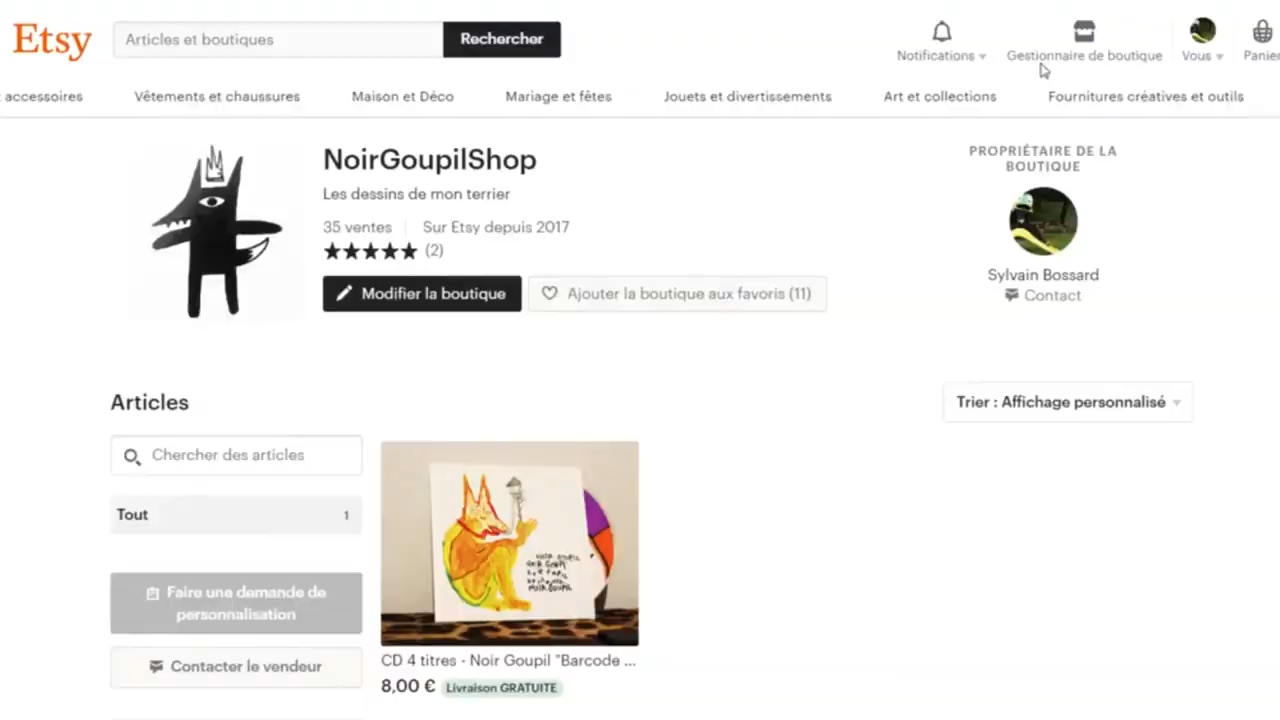 Etsy
Articles et boutiques
Rechercher
Notifications
Gestionnaire de boutique
Vous
Panier
accessoires
Vêtements et chaussures
Maison et Déco
Mariage et fêtes
Jouets et divertissements
Art et collections
Fournitures créatives et outils
NoirGoupilShop
Les dessins de mon terrier
35 ventes
Sur Etsy depuis 2017
(2)
Modifier la boutique
Ajouter la boutique aux favoris (11)
PROPRIÉTAIRE DE LA
BOUTIQUE
Sylvain Bossard
Contact
Articles
Trier : Affichage personnalisé
Chercher des articles
Tout 1
Faire une demande de
personnalisation
Contacter le vendeur
NOIR GOUPIL
CD 4 titres - Noir Goupil "Barcode ...
8,00 € Livraison GRATUITE